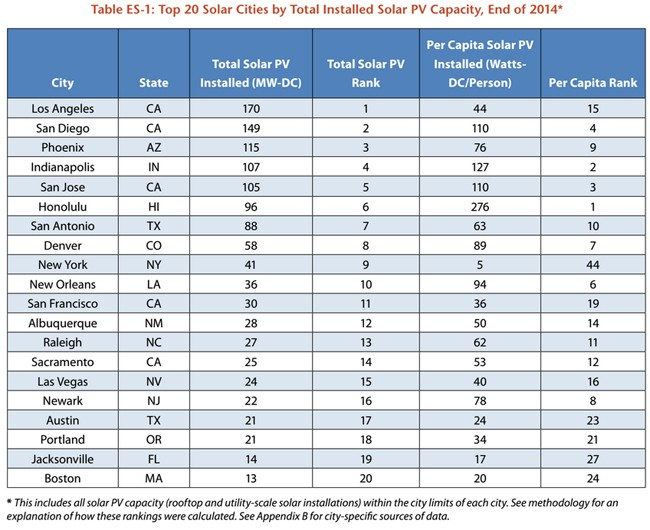 Table ES-1: Top 20 Solar Cities by Total Installed Solar PV Capacity, End of 2014*
City State Total Solar PV Installed (MW-DC) Total Solar PV Rank Per Capita Solar PV Installed (Watts-DC/Person) Per Capita Rank
Los Angeles CA 170 1 44 15
San Diego CA 149 2 110 4
Phoenix AZ 115 3 76 9
Indianapolis IN 107 4 127 2
San Jose CA 105 5 110 3
Honolulu HI 96 6 276 1
San Antonio TX 88 7 63 10
Denver CO 58 8 89 7
New York NY 41 9 5 44
New Orleans LA 36 10 94 6
San Francisco CA 30 11 36 19
Albuquerque NM 28 12 50 14
Raleigh NC 27 13 62 11
Sacramento CA 25 14 53 12
Las Vegas NV 24 15 40 16
Newark NJ 22 16 78 8
Austin TX 21 17 24 23
Portland OR 21 18 34 21
Jacksonville FL 14 19 17 27
Boston MA 13 20 20 24
* This includes all solar PV capacity (rooftop and utility-scale solar installations) within the city limits of each city. See methodology for an
explanation of how these rankings were calculated. See Appendix B for city-specific sources of data.